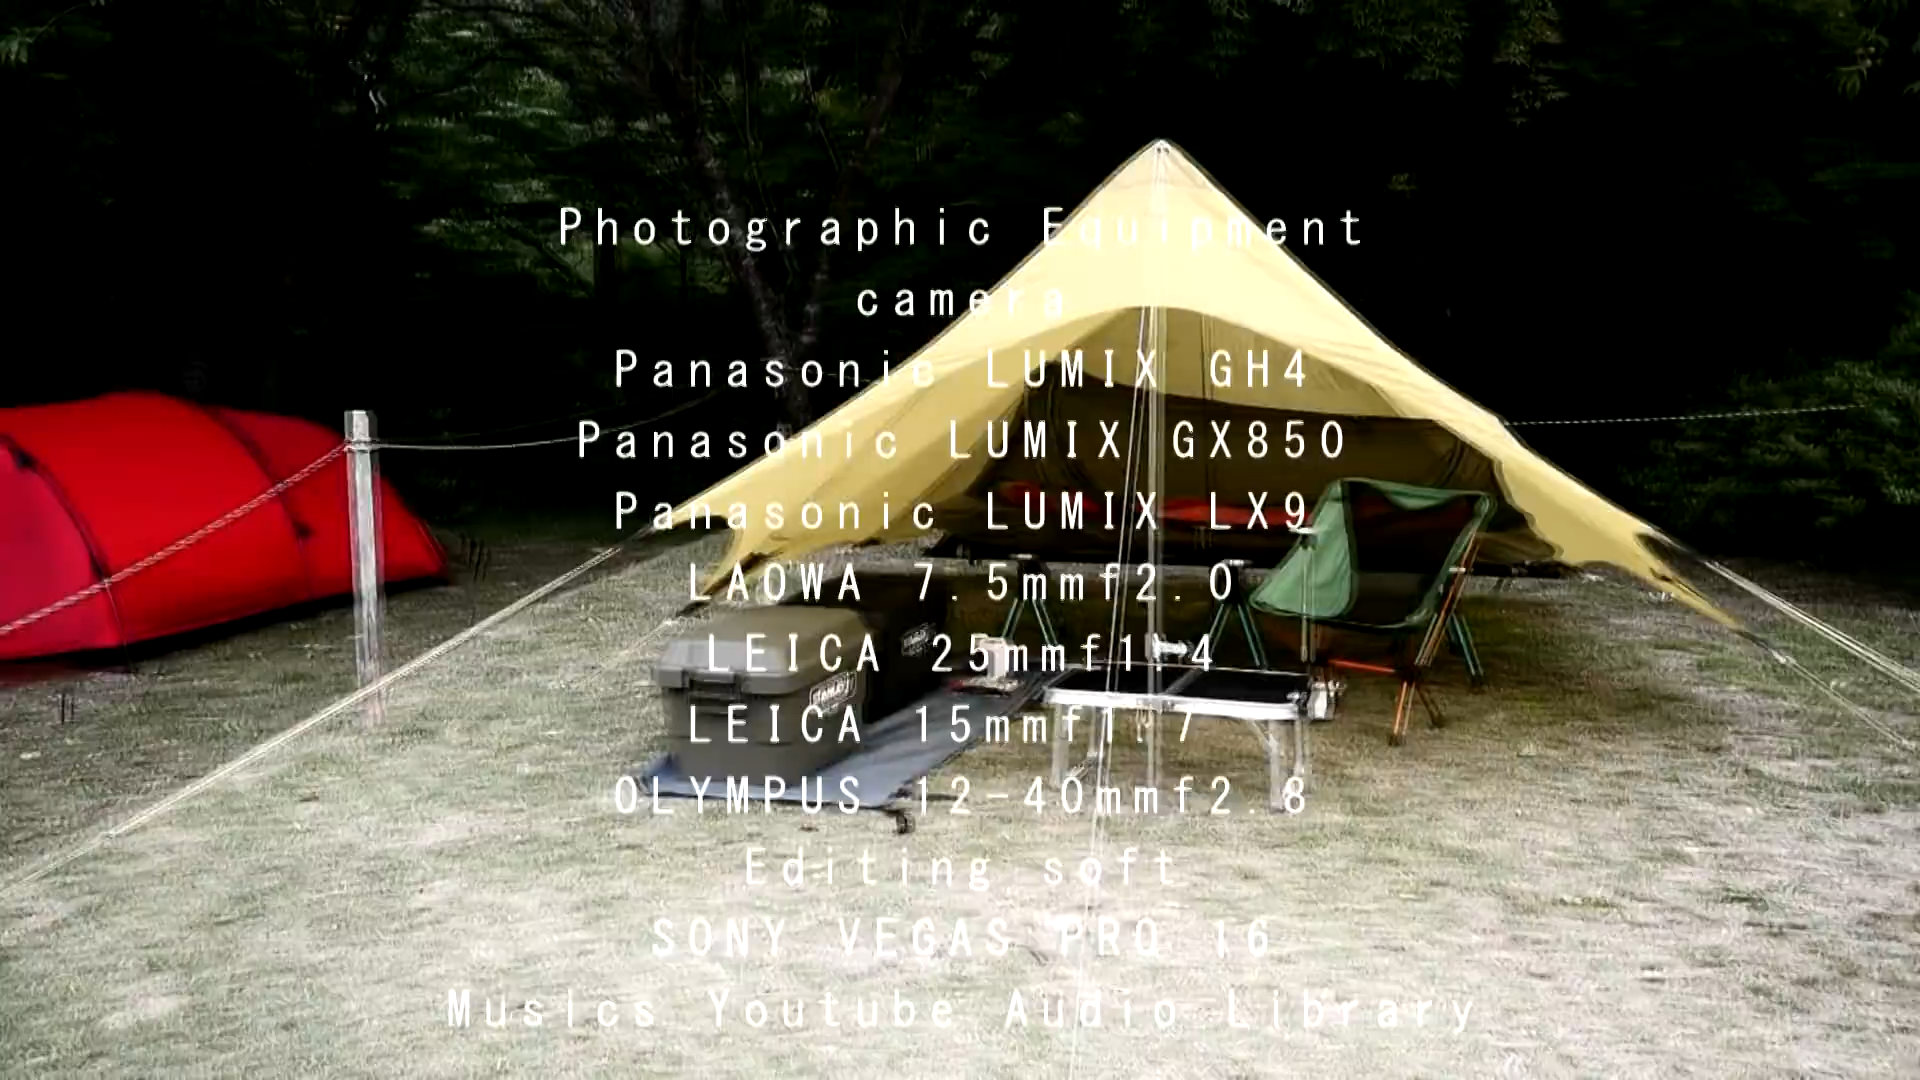 Photographic Equipment
camera
Panasonic LUMIX GH4
Panasonic LUMIX GX850
Panasonic LUMIX LX9
LAOWA 7.5mmf2.0
LEICA 25mmf1.4
LEICA 15mmf1.7
OLYMPUS 12-40mmf2.8
Editing soft
SONY VEGAS PRO 16
Musics Youtube Audio Library